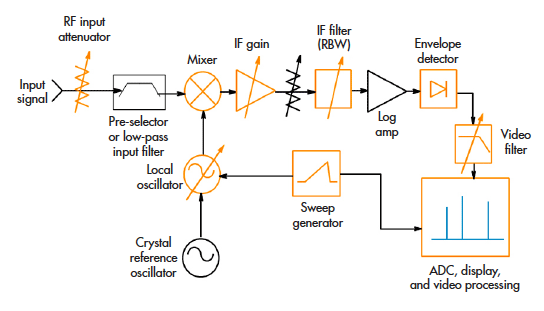 RF input
attenuator
Input
signal
Pre-selector
or low-pass
input filter
Mixer
IF gain
IF filter
(RBW)
Log
amp
Envelope
detector
Video
filter
Local
oscillator
Sweep
generator
Crystal
reference
oscillator
ADC, display,
and video processing